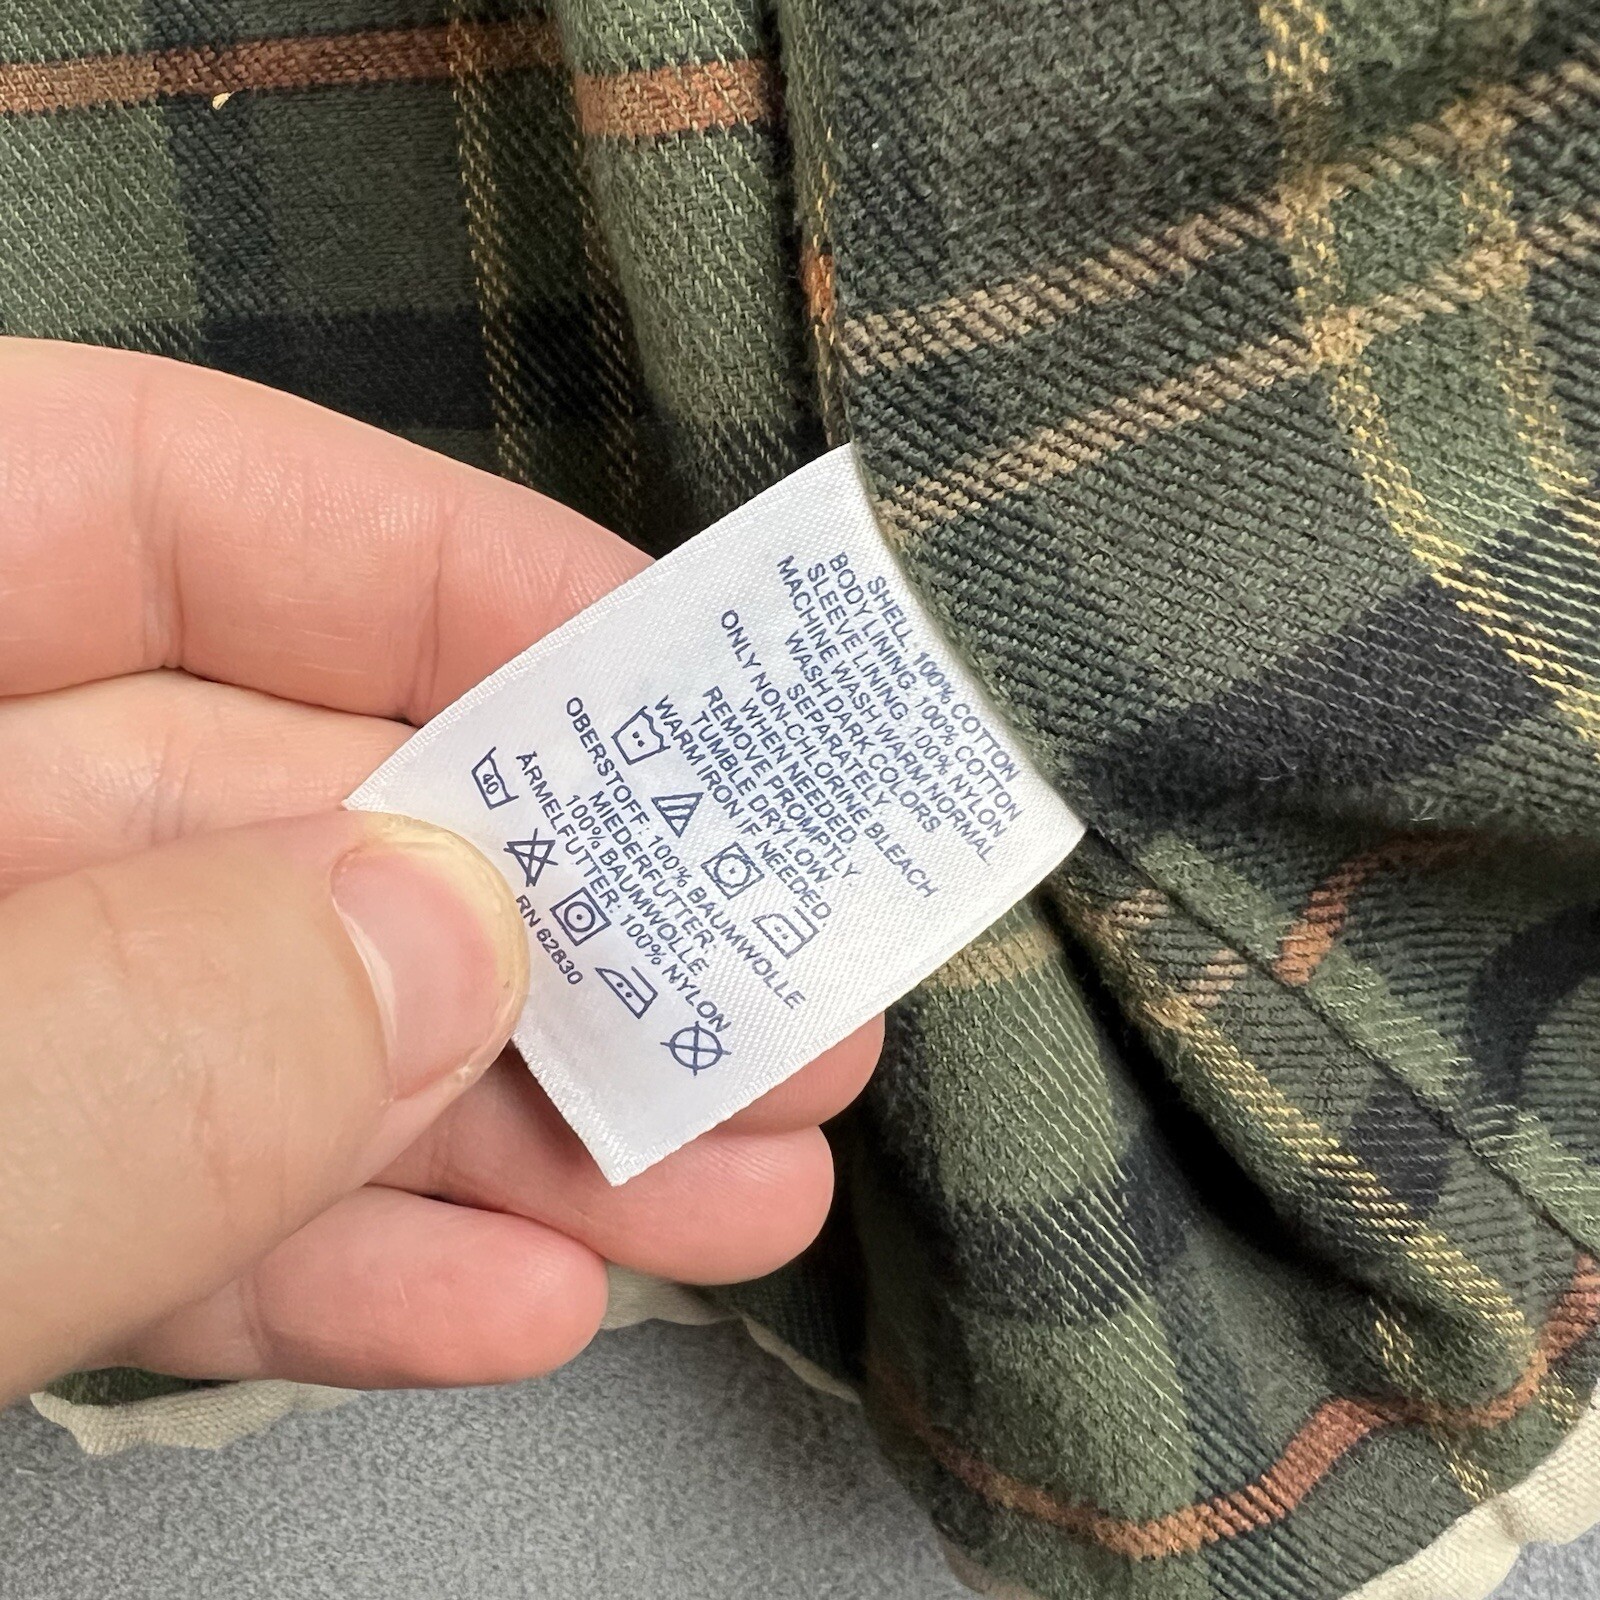 SHELL 100% COTTON
BODY LINING: 100% COTTON
SLEEVE LINING: 100% NYLON
MACHINE WASH WARM NORMAL
WASH DARK COLORS
SEPARATELY
ONLY NON-CHLORINE BLEACH
WHEN NEEDED.
REMOVE PROMPTLY.
TUMBLE DRY LOW.
WARM IRON IF NEEDED
OBERSTOFF: 100% BAUMWOLLE
MIEDERFUTTER:
100% BAUMWOLLE
ÄRMELFUTTER: 100% NYLON
40
RN 62830